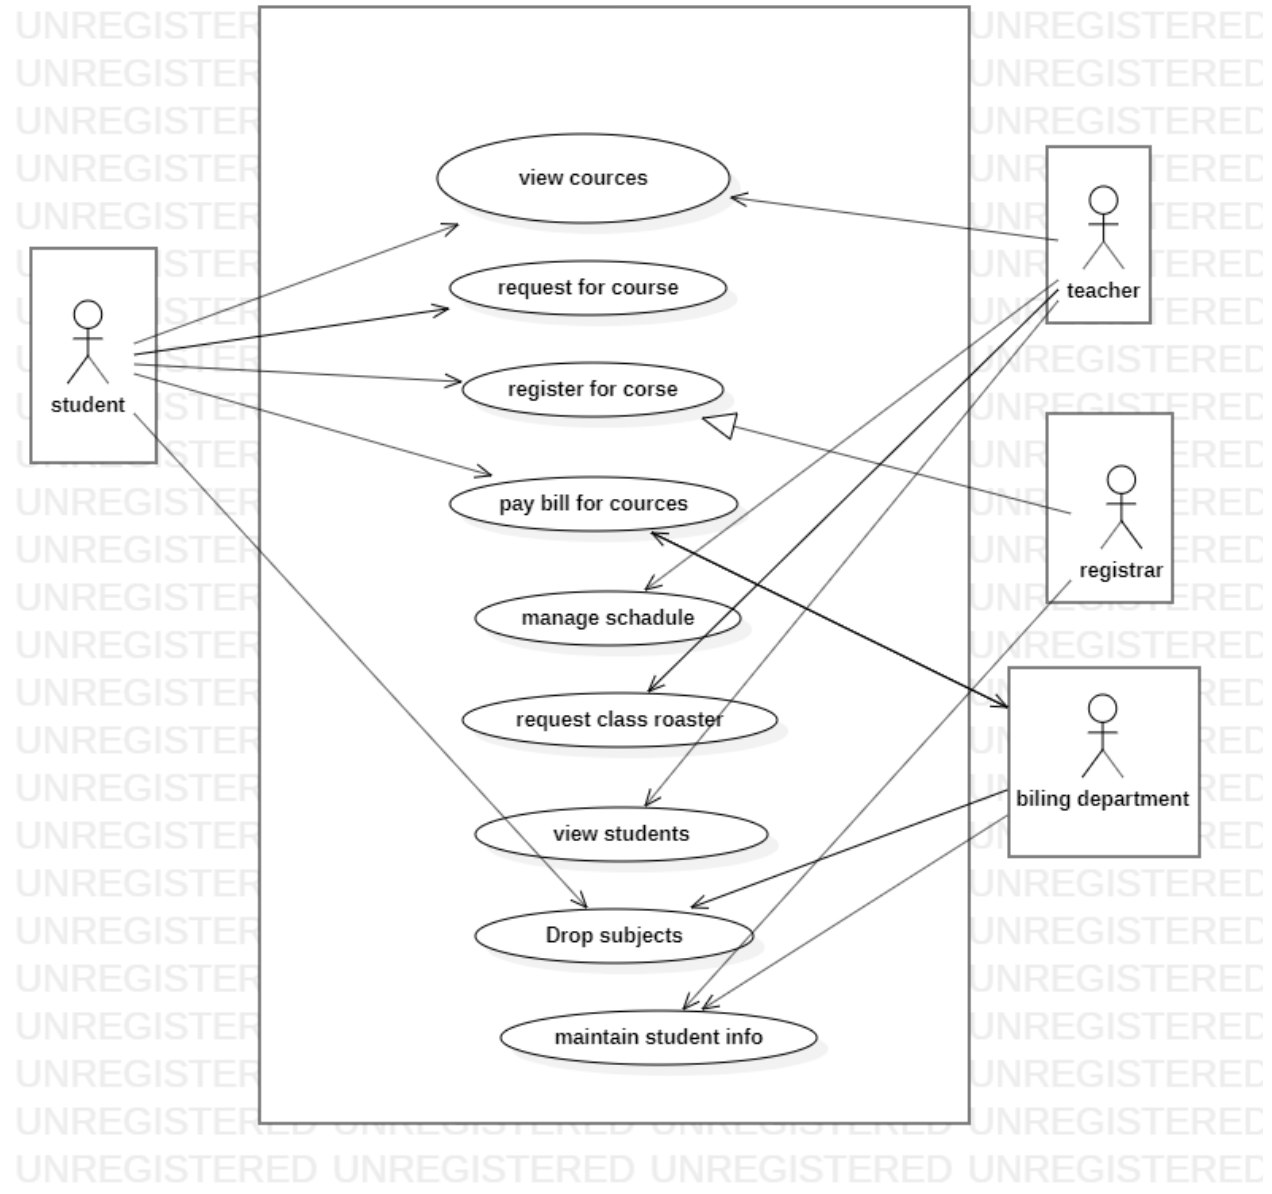 UNREGISTERED UNREGISTERED UNREGISTERED UNREGISTERED
view cources
request for course
register for corse
pay bill for cources
manage schadule
request class roaster
view students
Drop subjects
maintain student info
student
teacher
registrar
biling department